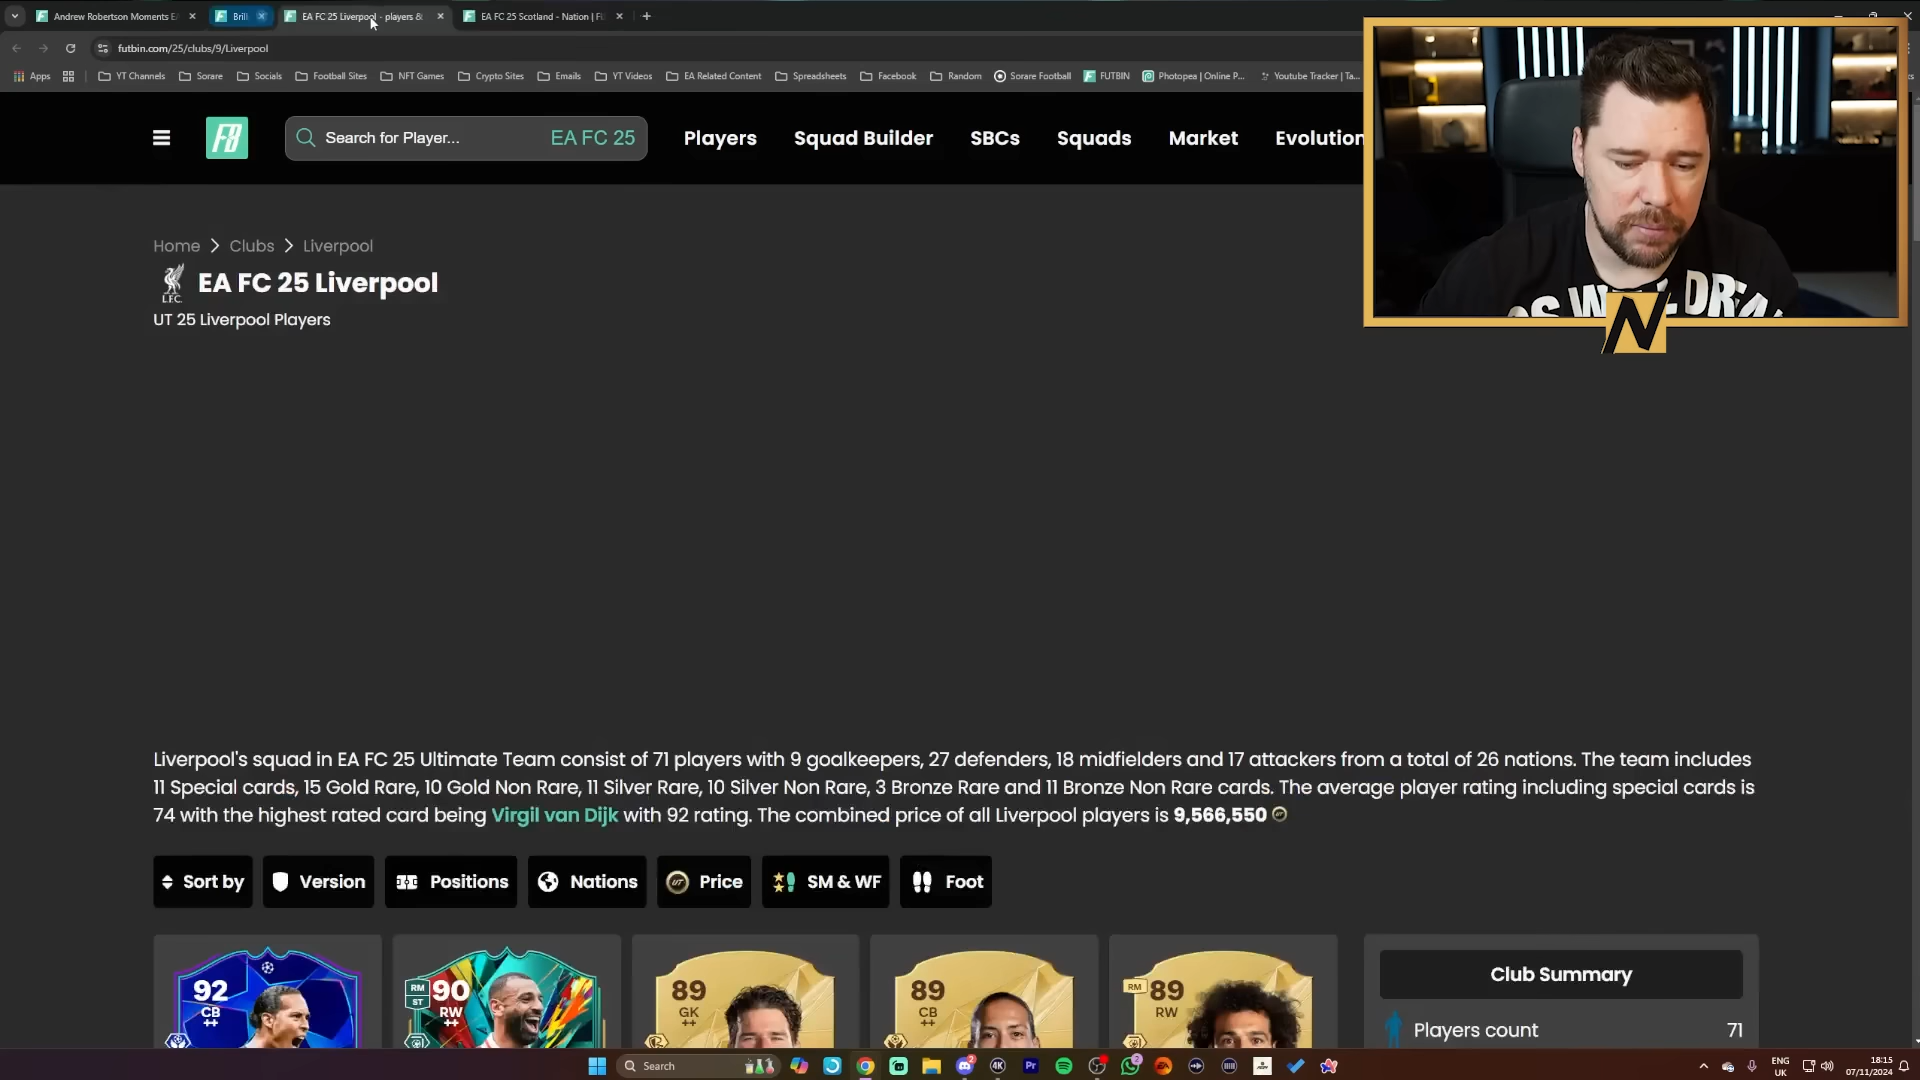 Andrew Robertson Moments EA
Brill
EA FC 25 Liverpool - players &
EA FC 25 Scotland - Nation | FU
futbin.com/25/clubs/9/Liverpool
Apps
YT Channels
Sorare
Socials
Football Sites
NFT Games
Crypto Sites
Emails
YT Videos
EA Related Content
Spreadsheets
Facebook
Random
Sorare Football
FUTBIN
Photopea | Online P...
Youtube Tracker | Ta...
Search for Player...
EA FC 25
Players
Squad Builder
SBCs
Squads
Market
Evolution
Home > Clubs > Liverpool
L.F.C.
EA FC 25 Liverpool
UT 25 Liverpool Players
N
Liverpool's squad in EA FC 25 Ultimate Team consist of 71 players with 9 goalkeepers, 27 defenders, 18 midfielders and 17 attackers from a total of 26 nations. The team includes
11 Special cards, 15 Gold Rare, 10 Gold Non Rare, 11 Silver Rare, 10 Silver Non Rare, 3 Bronze Rare and 11 Bronze Non Rare cards. The average player rating including special cards is
74 with the highest rated card being Virgil van Dijk with 92 rating. The combined price of all Liverpool players is 9,566,550
Sort by
Version
Positions
Nations
Price
SM & WF
Foot
92
CB
++
RM
ST
90
RW
++
89
GK
++
89
CB
++
RM
89
RW
Club Summary
Players count
71
Search
ENG
UK
18:15
07/11/2024